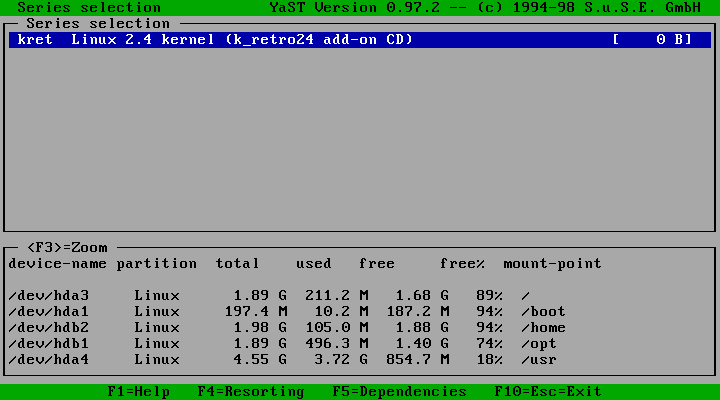 Series selection YaST Version 0.97.2 -- (c) 1994-98 S.u.S.E. GmbH
Series selection
kret Linux 2.4 kernel (k_retro24 add-on CD) [ 0 B]
<F3>=Zoom
device-name partition total used free free% mount-point
/dev/hda3 Linux 1.89 G 211.2 M 1.68 G 89% /
/dev/hda1 Linux 197.4 M 10.2 M 187.2 M 94% /boot
/dev/hdb2 Linux 1.98 G 105.0 M 1.88 G 94% /home
/dev/hdb1 Linux 1.89 G 496.3 M 1.40 G 74% /opt
/dev/hda4 Linux 4.55 G 3.72 G 854.7 M 18% /usr
F1=Help F4=Resorting F5=Dependencies F10=Esc=Exit